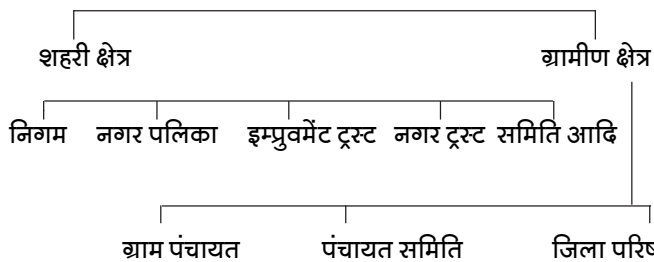 शहरी क्षेत्र ग्रामीण क्षेत्र
निगम नगर पलिका इम्प्रुवमेंट ट्रस्ट नगर ट्रस्ट समिति आदि
ग्राम पंचायत पंचायत समिति जिला